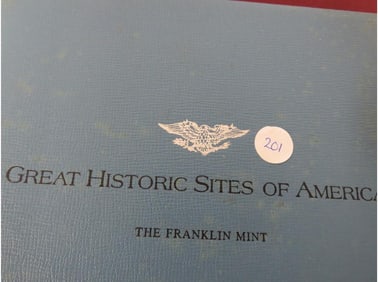 201
GREAT HISTORIC SITES OF AMERICA
THE FRANKLIN MINT